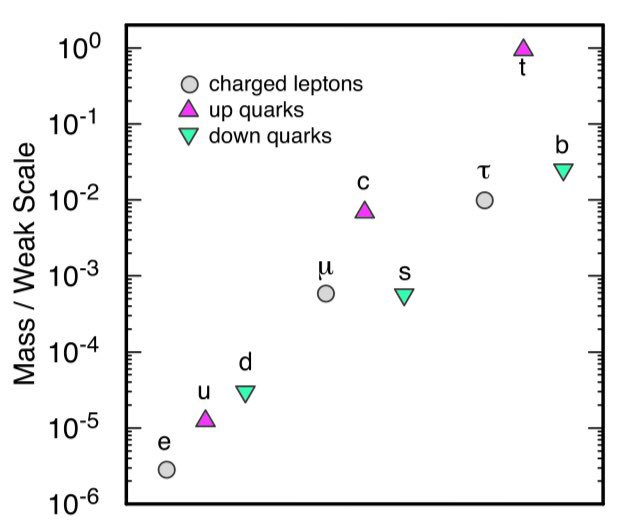 10⁰
t
charged leptons
up quarks
down quarks
10⁻¹
b
τ
c
10⁻²
μ
s
10⁻³
d
10⁻⁴
u
10⁻⁵
e
10⁻⁶
Mass / Weak Scale